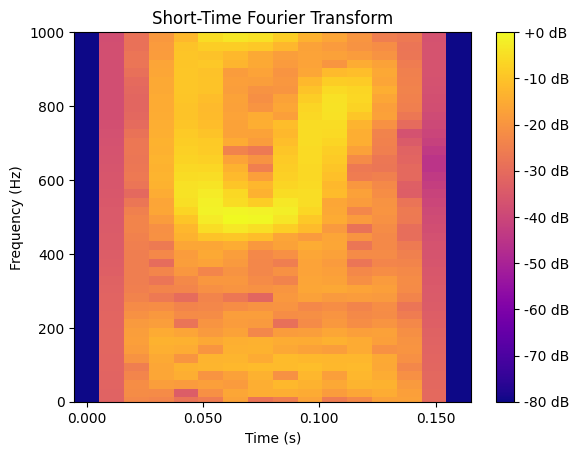 Short-Time Fourier Transform
1000
800
600
400
200
0
Frequency (Hz)
0.000
0.050
0.100
0.150
Time (s)
+0 dB
-10 dB
-20 dB
-30 dB
-40 dB
-50 dB
-60 dB
-70 dB
-80 dB